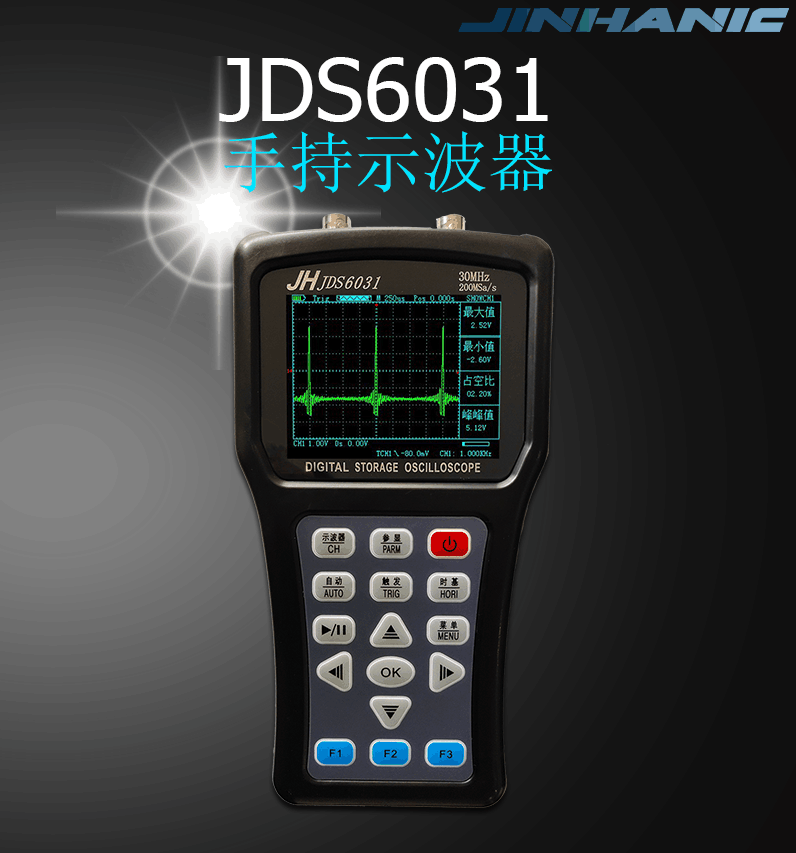 JINHANIC
JDS6031
手持示波器
JH JDS6031
30MHz
200MSa/s
Trig M 250us Pos 0.000s SHOWCH1
最大值
2.52V
最小值
-2.60V
占空比
02.20%
峰峰值
5.12V
CH1 1.00V 0s 0.00V
TCH1 -80.0mV CH1: 1.000KHz
DIGITAL STORAGE OSCILLOSCOPE
示波器
CH
参显
PARM
自动
AUTO
触发
TRIG
时基
HORI
菜单
MENU
OK
F1
F2
F3